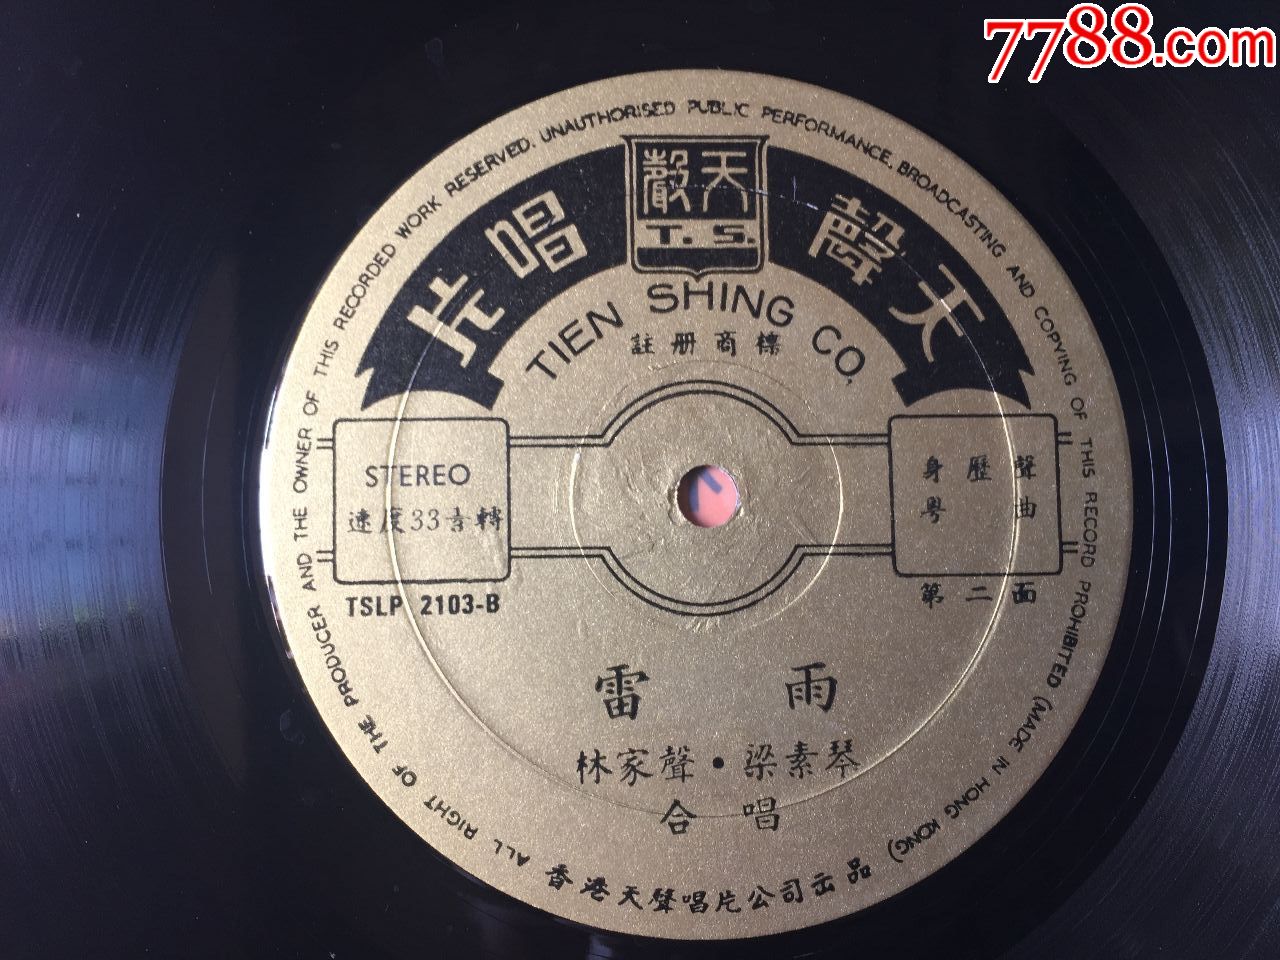 7788.com
ALL RIGHT OF THE PRODUCER AND THE OWNER OF THIS RECORDED WORK RESERVED. UNAUTHORISED PUBLIC PERFORMANCE, BROADCASTING AND COPYING OF THIS RECORD PROHIBITED (MADE IN HONG KONG)
天聲
T. S.
天聲唱片
TIEN SHING CO.
註册商標
STEREO
速度33⅓轉
TSLP 2103-B
身歷聲
粵曲
第二面
雷雨
林家聲·梁素琴
合唱
香港天聲唱片公司出品